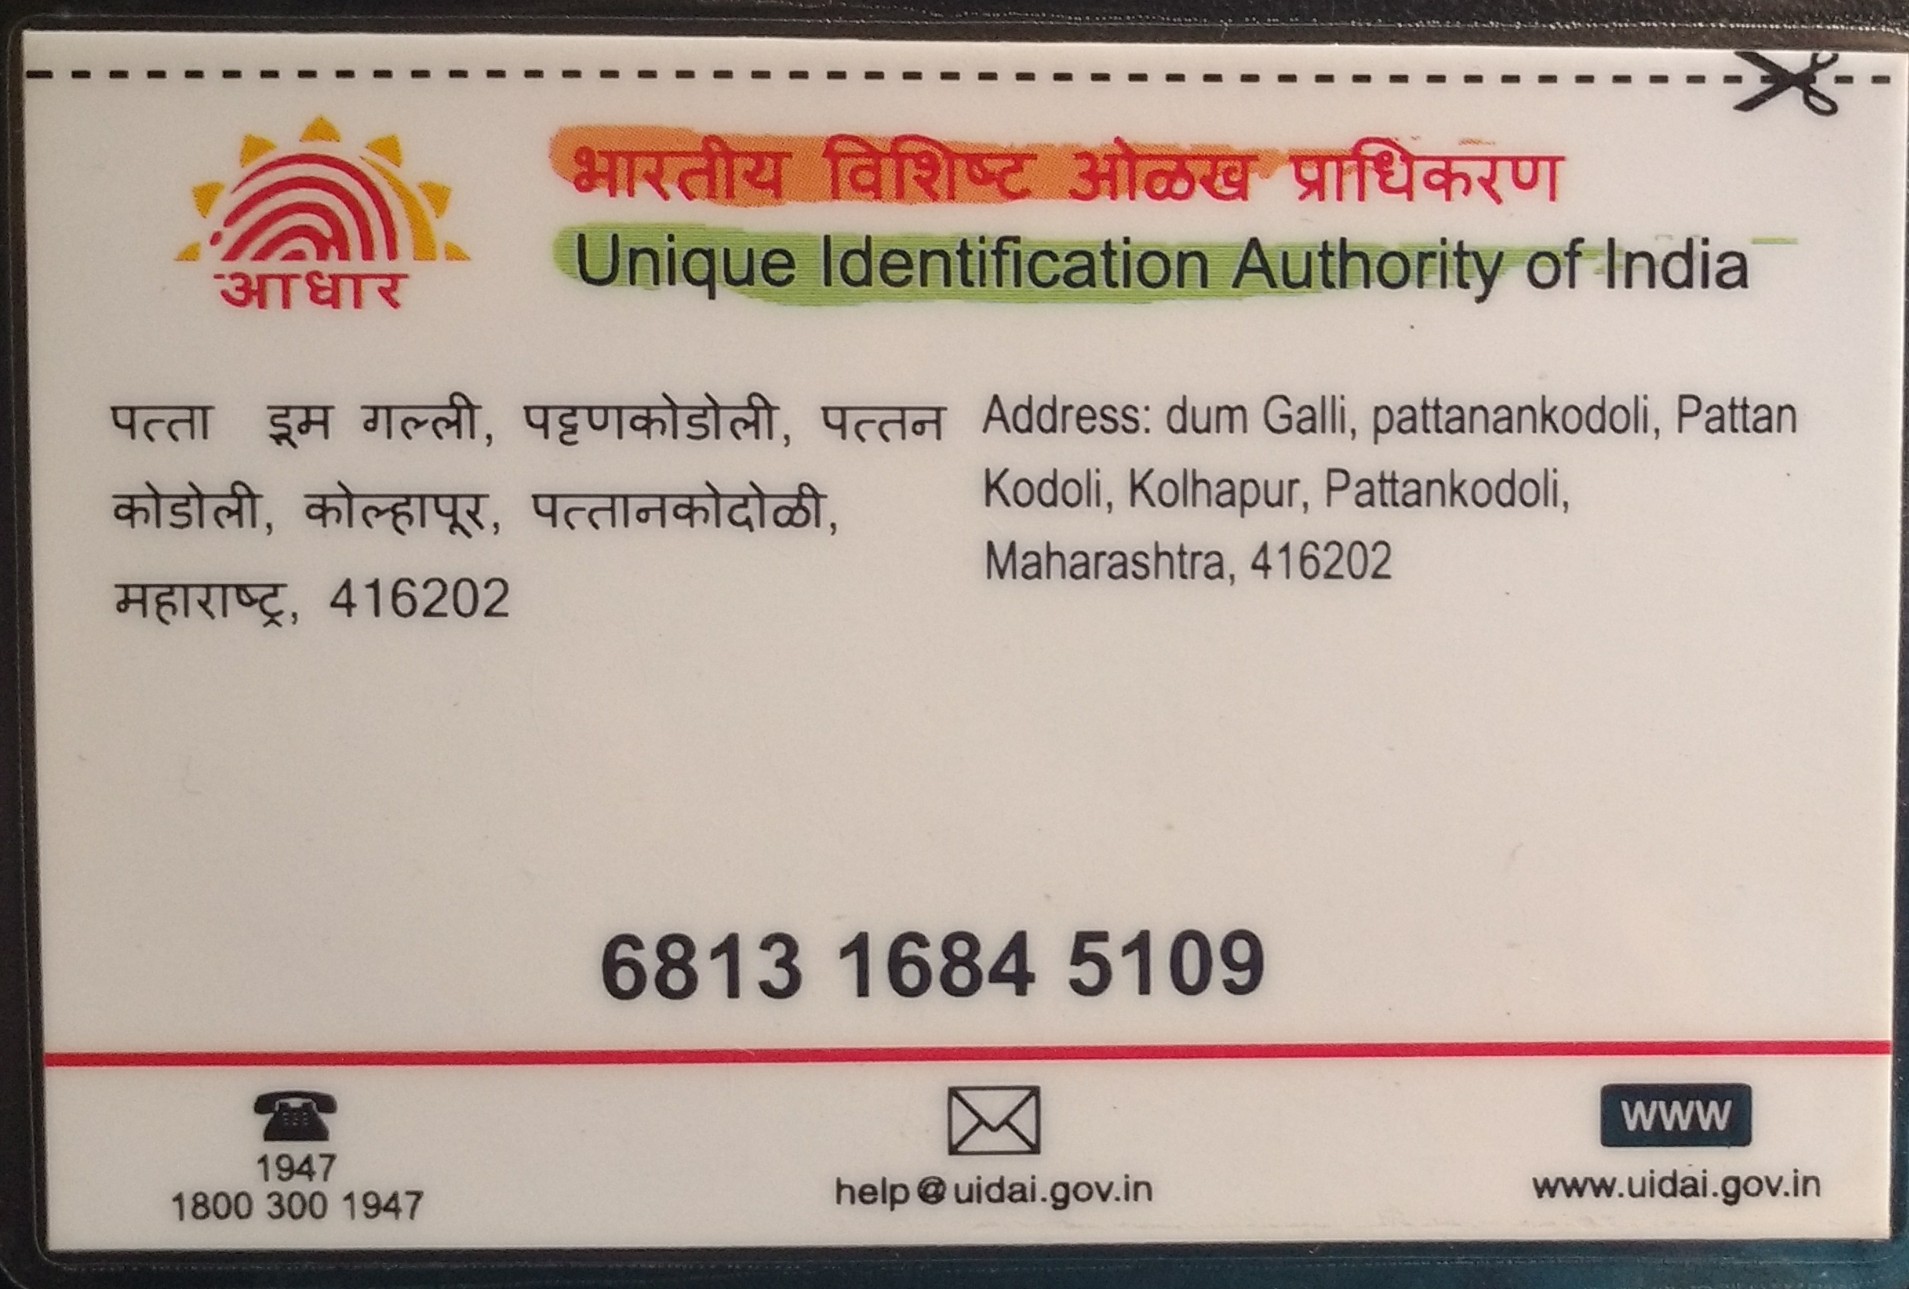 आधार
भारतीय विशिष्ट ओळख प्राधिकरण
Unique Identification Authority of India
पत्ता डूम गल्ली, पट्टणकोडोली, पत्तन
कोडोली, कोल्हापूर, पत्तानकोदोळी,
महाराष्ट्र, 416202
Address: dum Galli, pattanankodoli, Pattan
Kodoli, Kolhapur, Pattankodoli,
Maharashtra, 416202
6813 1684 5109
1947
1800 300 1947
help@uidai.gov.in
www
www.uidai.gov.in